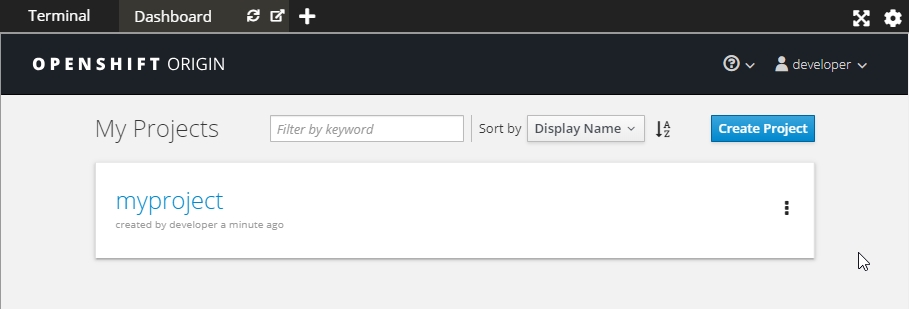 Terminal Dashboard
OPENSHIFT ORIGIN developer
My Projects Filter by keyword Sort by Display Name Create Project
myproject
created by developer a minute ago